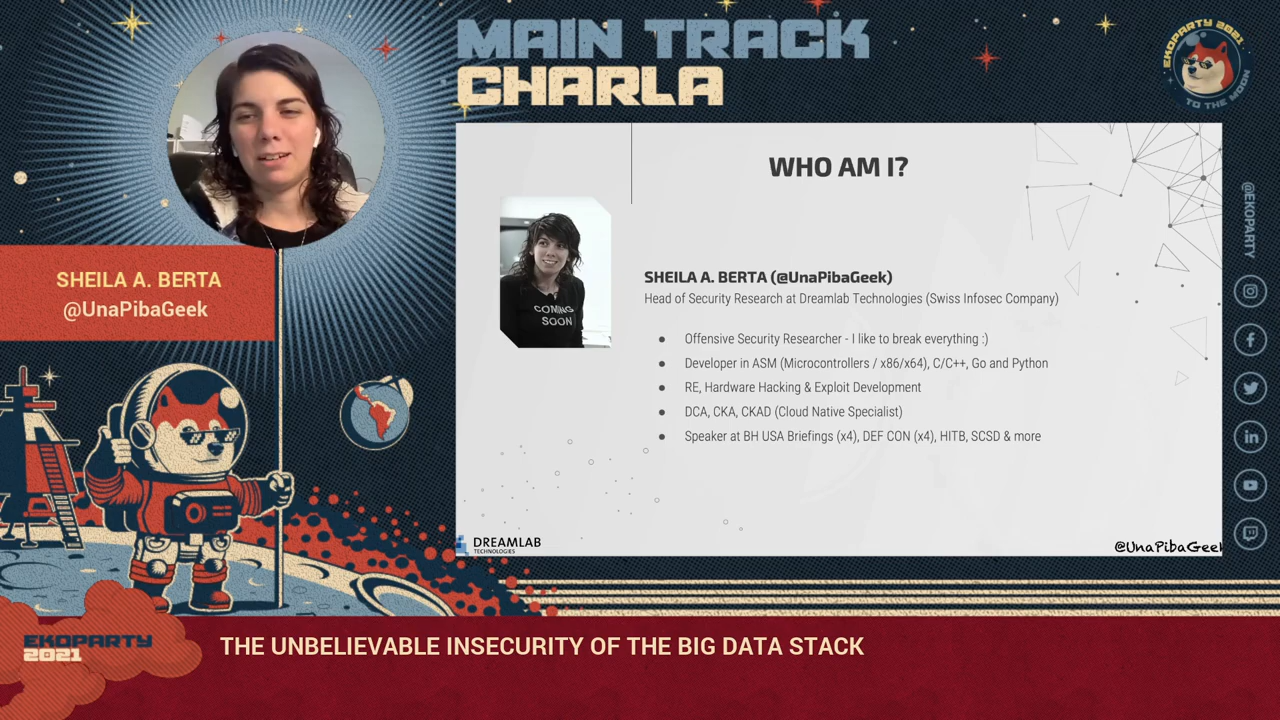 MAIN TRACK
CHARLA
EKOPARTY 2021
TO THE MOON
WHO AM I?
COMING
SOON
SHEILA A. BERTA (@UnaPibaGeek)
Head of Security Research at Dreamlab Technologies (Swiss Infosec Company)
● Offensive Security Researcher - I like to break everything :)
● Developer in ASM (Microcontrollers / x86/x64), C/C++, Go and Python
● RE, Hardware Hacking & Exploit Development
● DCA, CKA, CKAD (Cloud Native Specialist)
● Speaker at BH USA Briefings (x4), DEF CON (x4), HITB, SCSD & more
DREAMLAB
TECHNOLOGIES
@UnaPibaGeek
@EKOPARTY
SHEILA A. BERTA
@UnaPibaGeek
EKOPARTY
2021
THE UNBELIEVABLE INSECURITY OF THE BIG DATA STACK